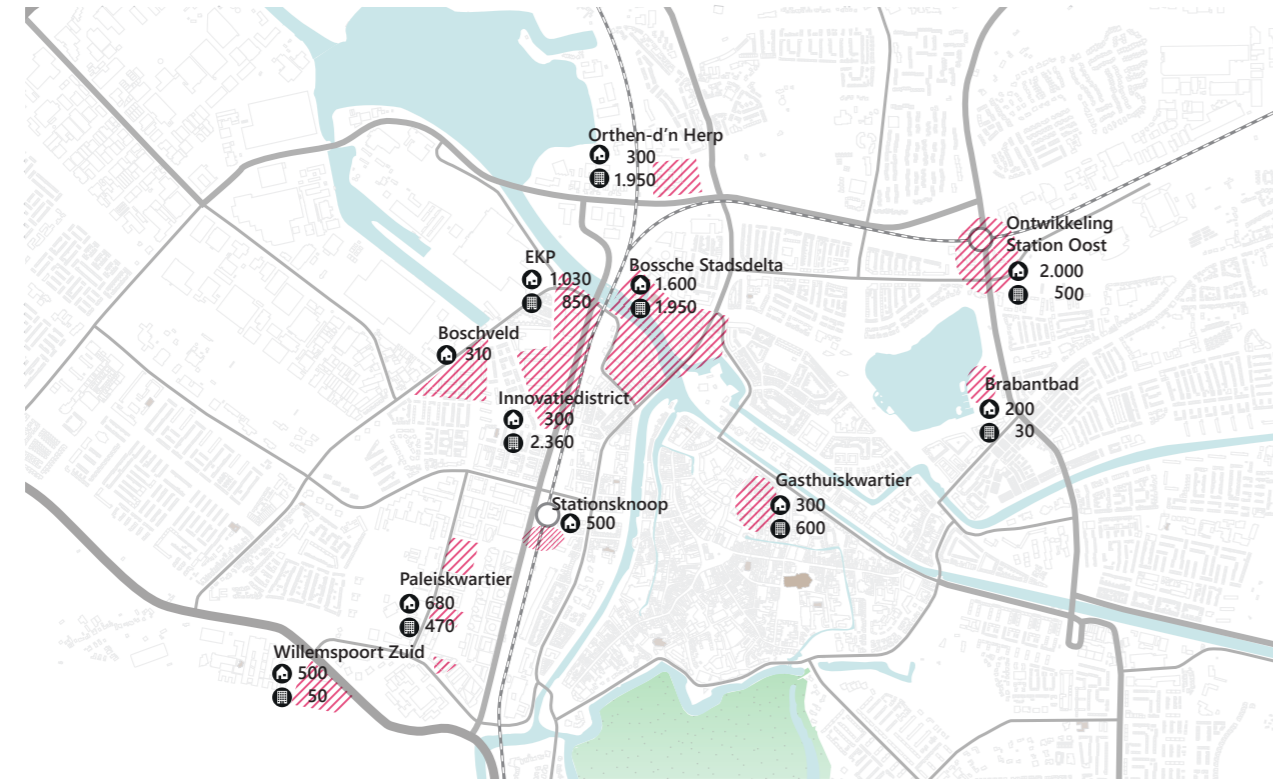 Orthen-d'n Herp
300
1.950
Ontwikkeling
Station Oost
2.000
500
EKP
1.030
850
Bossche Stadsdelta
1.600
1.950
Boschveld
310
Innovatiedistrict
300
2.360
Brabantbad
200
30
Gasthuiskwartier
300
600
Stationsknoop
500
Paleiskwartier
680
470
Willemspoort Zuid
500
50